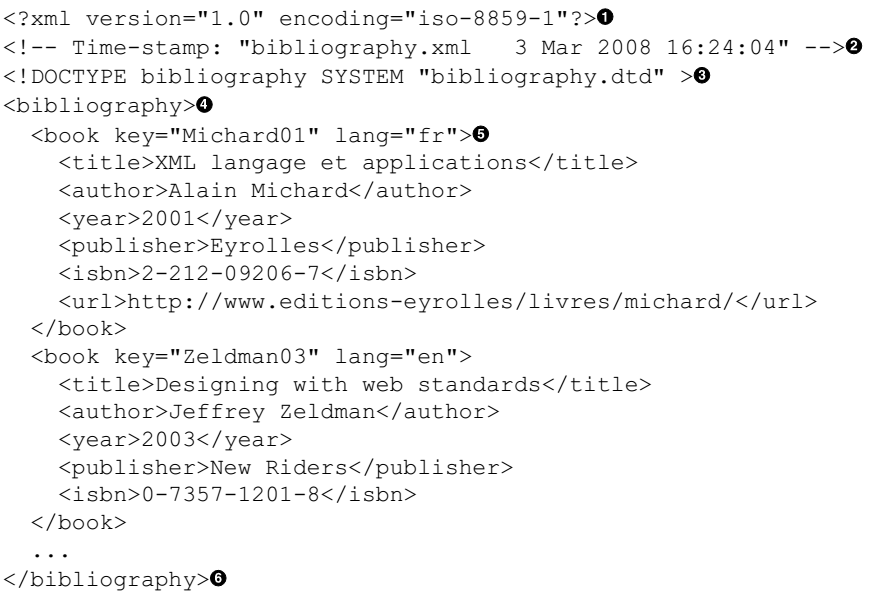 <?xml version="1.0" encoding="iso-8859-1"?>❶
<!-- Time-stamp: "bibliography.xml   3 Mar 2008 16:24:04" -->❷
<!DOCTYPE bibliography SYSTEM "bibliography.dtd" >❸
<bibliography>❹
  <book key="Michard01" lang="fr">❺
    <title>XML langage et applications</title>
    <author>Alain Michard</author>
    <year>2001</year>
    <publisher>Eyrolles</publisher>
    <isbn>2-212-09206-7</isbn>
    <url>http://www.editions-eyrolles/livres/michard/</url>
  </book>
  <book key="Zeldman03" lang="en">
    <title>Designing with web standards</title>
    <author>Jeffrey Zeldman</author>
    <year>2003</year>
    <publisher>New Riders</publisher>
    <isbn>0-7357-1201-8</isbn>
  </book>
  ...
</bibliography>❻